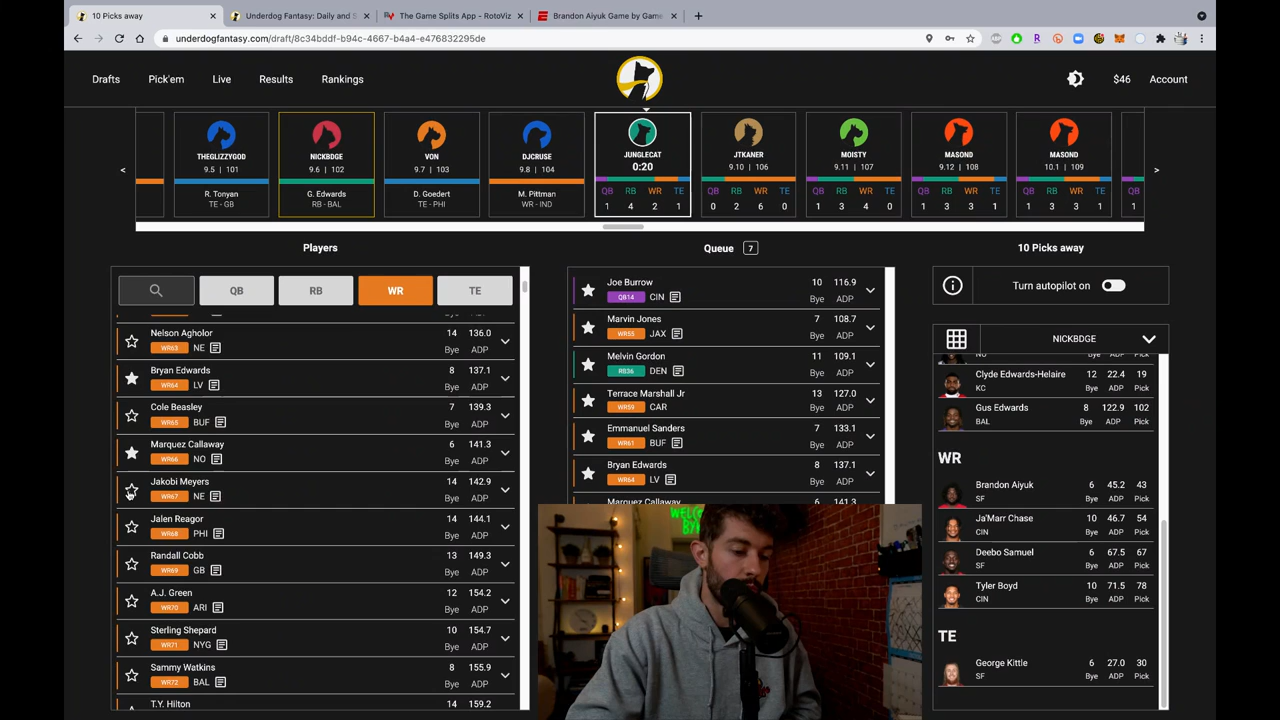 10 Picks away
Underdog Fantasy: Daily and S
The Game Splits App - RotoViz
Brandon Aiyuk Game by Game
underdogfantasy.com/draft/8c34bddf-b94c-4667-b4a4-e476832295de
Drafts
Pick'em
Live
Results
Rankings
$46
Account
THEGLIZZYGOD
9.5 | 101
R. Tonyan
TE - GB
NICKBDGE
9.6 | 102
G. Edwards
RB - BAL
VON
9.7 | 103
D. Goedert
TE - PHI
DJCRUSE
9.8 | 104
M. Pittman
WR - IND
JUNGLECAT
0:20
QB RB WR TE
1 4 2 1
JTKANER
9.10 | 106
QB RB WR TE
0 2 6 0
MOISTY
9.11 | 107
QB RB WR TE
1 3 4 0
MASOND
9.12 | 108
QB RB WR TE
1 3 3 1
MASOND
10.1 | 109
QB RB WR TE
1 3 3 1
QB
1
Players
QB
RB
WR
TE
Nelson Agholor 14 136.0
WR63 NE Bye ADP
Bryan Edwards 8 137.1
WR64 LV Bye ADP
Cole Beasley 7 139.3
WR65 BUF Bye ADP
Marquez Callaway 6 141.3
WR66 NO Bye ADP
Jakobi Meyers 14 142.9
WR67 NE Bye ADP
Jalen Reagor 14 144.1
WR68 PHI Bye ADP
Randall Cobb 13 149.3
WR69 GB Bye ADP
A.J. Green 12 154.2
WR70 ARI Bye ADP
Sterling Shepard 10 154.7
WR71 NYG Bye ADP
Sammy Watkins 8 155.9
WR72 BAL Bye ADP
T.Y. Hilton 14 159.2
Queue 7
Joe Burrow 10 116.9
QB14 CIN Bye ADP
Marvin Jones 7 108.7
WR55 JAX Bye ADP
Melvin Gordon 11 109.1
RB36 DEN Bye ADP
Terrace Marshall Jr 13 127.0
WR59 CAR Bye ADP
Emmanuel Sanders 7 133.1
WR61 BUF Bye ADP
Bryan Edwards 8 137.1
WR64 LV Bye ADP
Marquez Callaway 6 141.3
10 Picks away
Turn autopilot on
NICKBDGE
NO Bye ADP Pick
Clyde Edwards-Helaire 12 22.4 19
KC Bye ADP Pick
Gus Edwards 8 122.9 102
BAL Bye ADP Pick
WR
Brandon Aiyuk 6 45.2 43
SF Bye ADP Pick
Ja'Marr Chase 10 46.7 54
CIN Bye ADP Pick
Deebo Samuel 6 67.5 67
SF Bye ADP Pick
Tyler Boyd 10 71.5 78
CIN Bye ADP Pick
TE
George Kittle 6 27.0 30
SF Bye ADP Pick